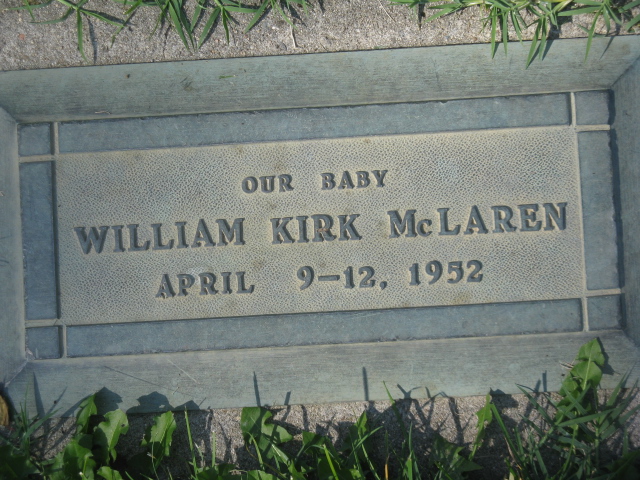 OUR BABY
WILLIAM KIRK McLAREN
APRIL 9–12, 1952